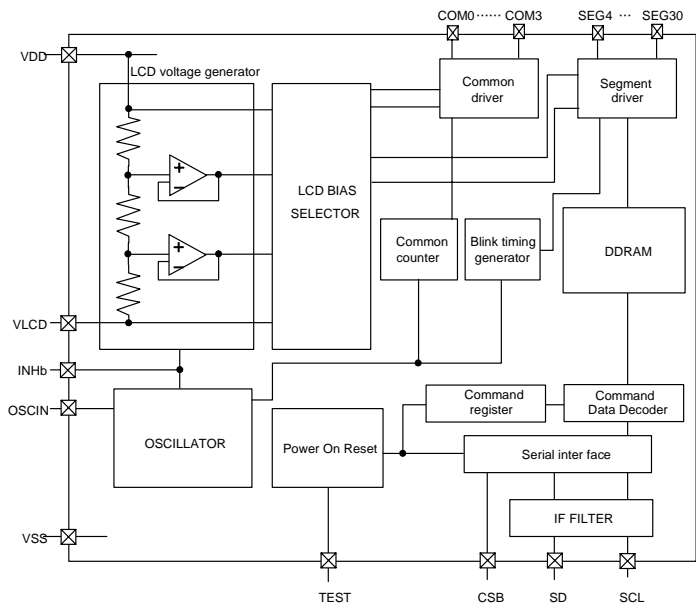 COM0 ······ COM3
SEG4 ··· SEG30
VDD
LCD voltage generator
Common
driver
Segment
driver
+
−
LCD BIAS
SELECTOR
+
−
Common
counter
Blink timing
generator
DDRAM
VLCD
INHb
OSCIN
OSCILLATOR
Power On Reset
Command
register
Command
Data Decoder
Serial inter face
IF FILTER
VSS
TEST
CSB
SD
SCL